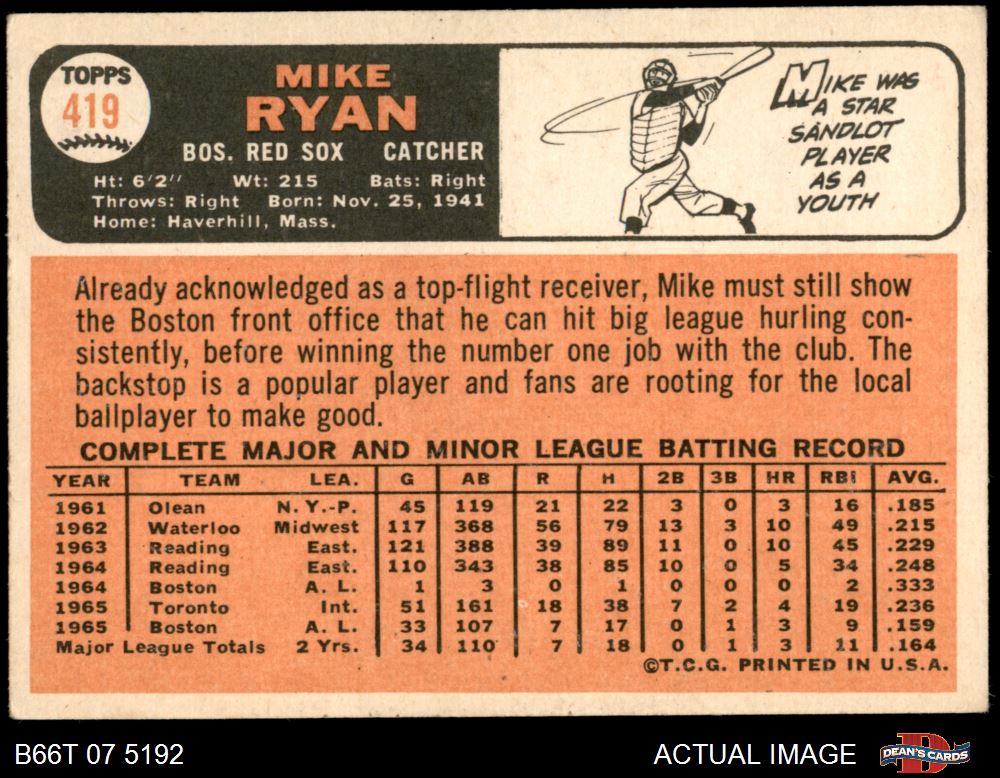 TOPPS
419
MIKE
RYAN
BOS. RED SOX CATCHER
Ht: 6'2" Wt: 215 Bats: Right
Throws: Right Born: Nov. 25, 1941
Home: Haverhill, Mass.
MIKE WAS
A STAR
SANDLOT
PLAYER
AS A
YOUTH
Already acknowledged as a top-flight receiver, Mike must still show
the Boston front office that he can hit big league hurling con-
sistently, before winning the number one job with the club. The
backstop is a popular player and fans are rooting for the local
ballplayer to make good.
COMPLETE MAJOR AND MINOR LEAGUE BATTING RECORD
YEAR TEAM LEA. G AB R H 2B 3B HR RBI AVG.
1961 Olean N.Y.-P. 45 119 21 22 3 0 3 16 .185
1962 Waterloo Midwest 117 368 56 79 13 3 10 49 .215
1963 Reading East. 121 388 39 89 11 0 10 45 .229
1964 Reading East. 110 343 38 85 10 0 5 34 .248
1964 Boston A. L. 1 3 0 1 0 0 0 2 .333
1965 Toronto Int. 51 161 18 38 7 2 4 19 .236
1965 Boston A. L. 33 107 7 17 0 1 3 9 .159
Major League Totals 2 Yrs. 34 110 7 18 0 1 3 11 .164
©T.C.G. PRINTED IN U.S.A.
B66T 07 5192 ACTUAL IMAGE DEAN'S CARDS